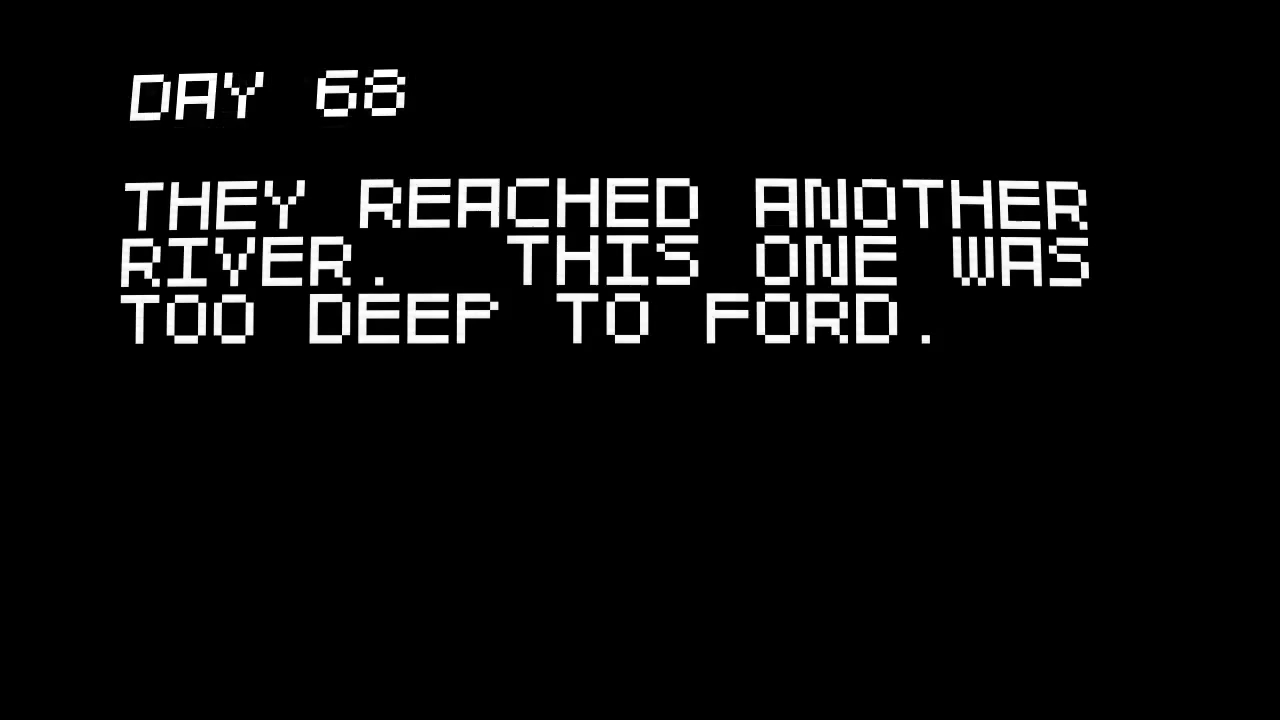 DAY 68
THEY REACHED ANOTHER
RIVER.  THIS ONE WAS
TOO DEEP TO FORD.